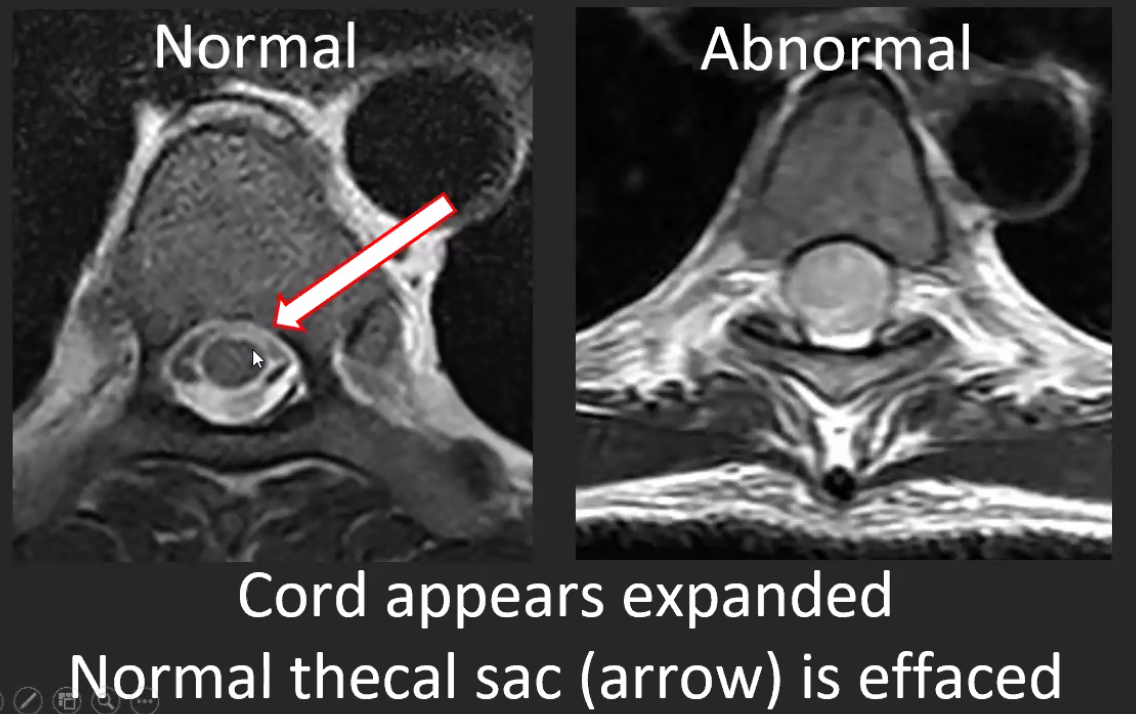 Normal
Abnormal
Cord appears expanded
Normal thecal sac (arrow) is effaced